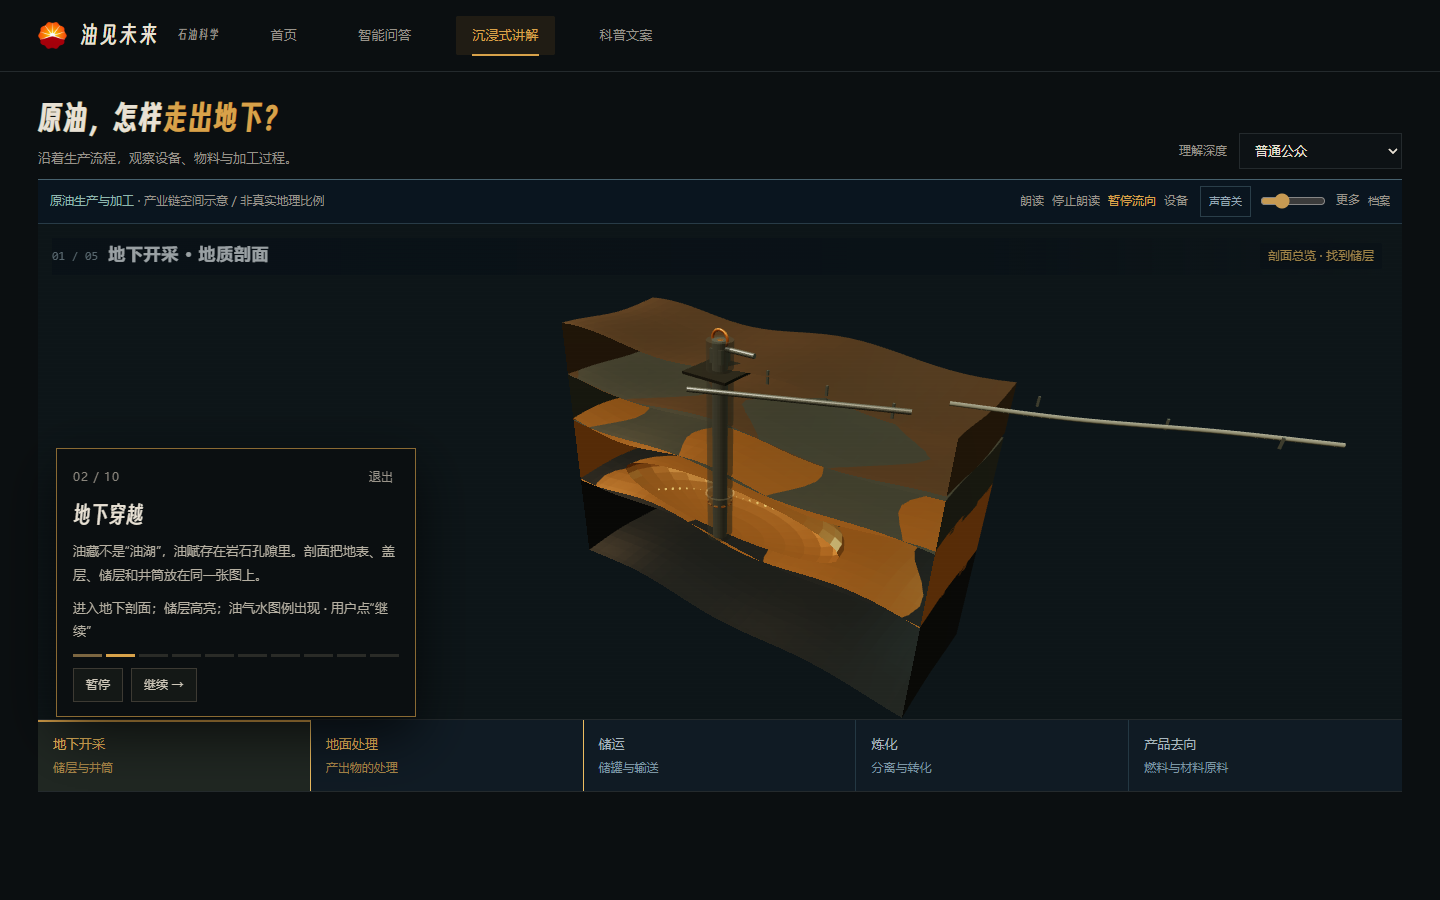 油见未来 石油科学 首页 智能问答 沉浸式讲解 科普文案
原油，怎样走出地下？
沿着生产流程，观察设备、物料与加工过程。
理解深度 普通公众
原油生产与加工 · 产业链空间示意 / 非真实地理比例
朗读 停止朗读 暂停流向 设备 声音关 更多 档案
01 / 05 地下开采 · 地质剖面
剖面总览 · 找到储层
02 / 10 退出
地下穿越
油藏不是“油湖”，油赋存在岩石孔隙里。剖面把地表、盖
层、储层和井筒放在同一张图上。
进入地下剖面；储层高亮；油气水图例出现 · 用户点“继
续”
暂停 继续 →
地下开采
储层与井筒
地面处理
产出物的处理
储运
储罐与输送
炼化
分离与转化
产品去向
燃料与材料原料